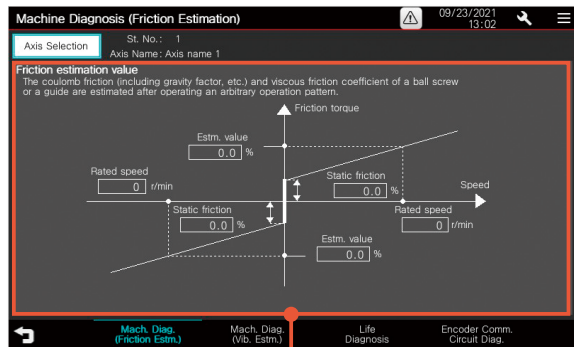 Machine Diagnosis (Friction Estimation)
09/23/2021
13:02
Axis Selection
St. No.: 1
Axis Name: Axis name 1
Friction estimation value
The coulomb friction (including gravity factor, etc.) and viscous friction coefficient of a ball screw
or a guide are estimated after operating an arbitrary operation pattern.
Friction torque
Estm. value
0.0 %
Rated speed
0 r/min
Static friction
0.0 %
Speed
Static friction
0.0 %
Rated speed
0 r/min
Estm. value
0.0 %
Mach. Diag.
(Friction Estm.)
Mach. Diag.
(Vib. Estm.)
Life
Diagnosis
Encoder Comm.
Circuit Diag.